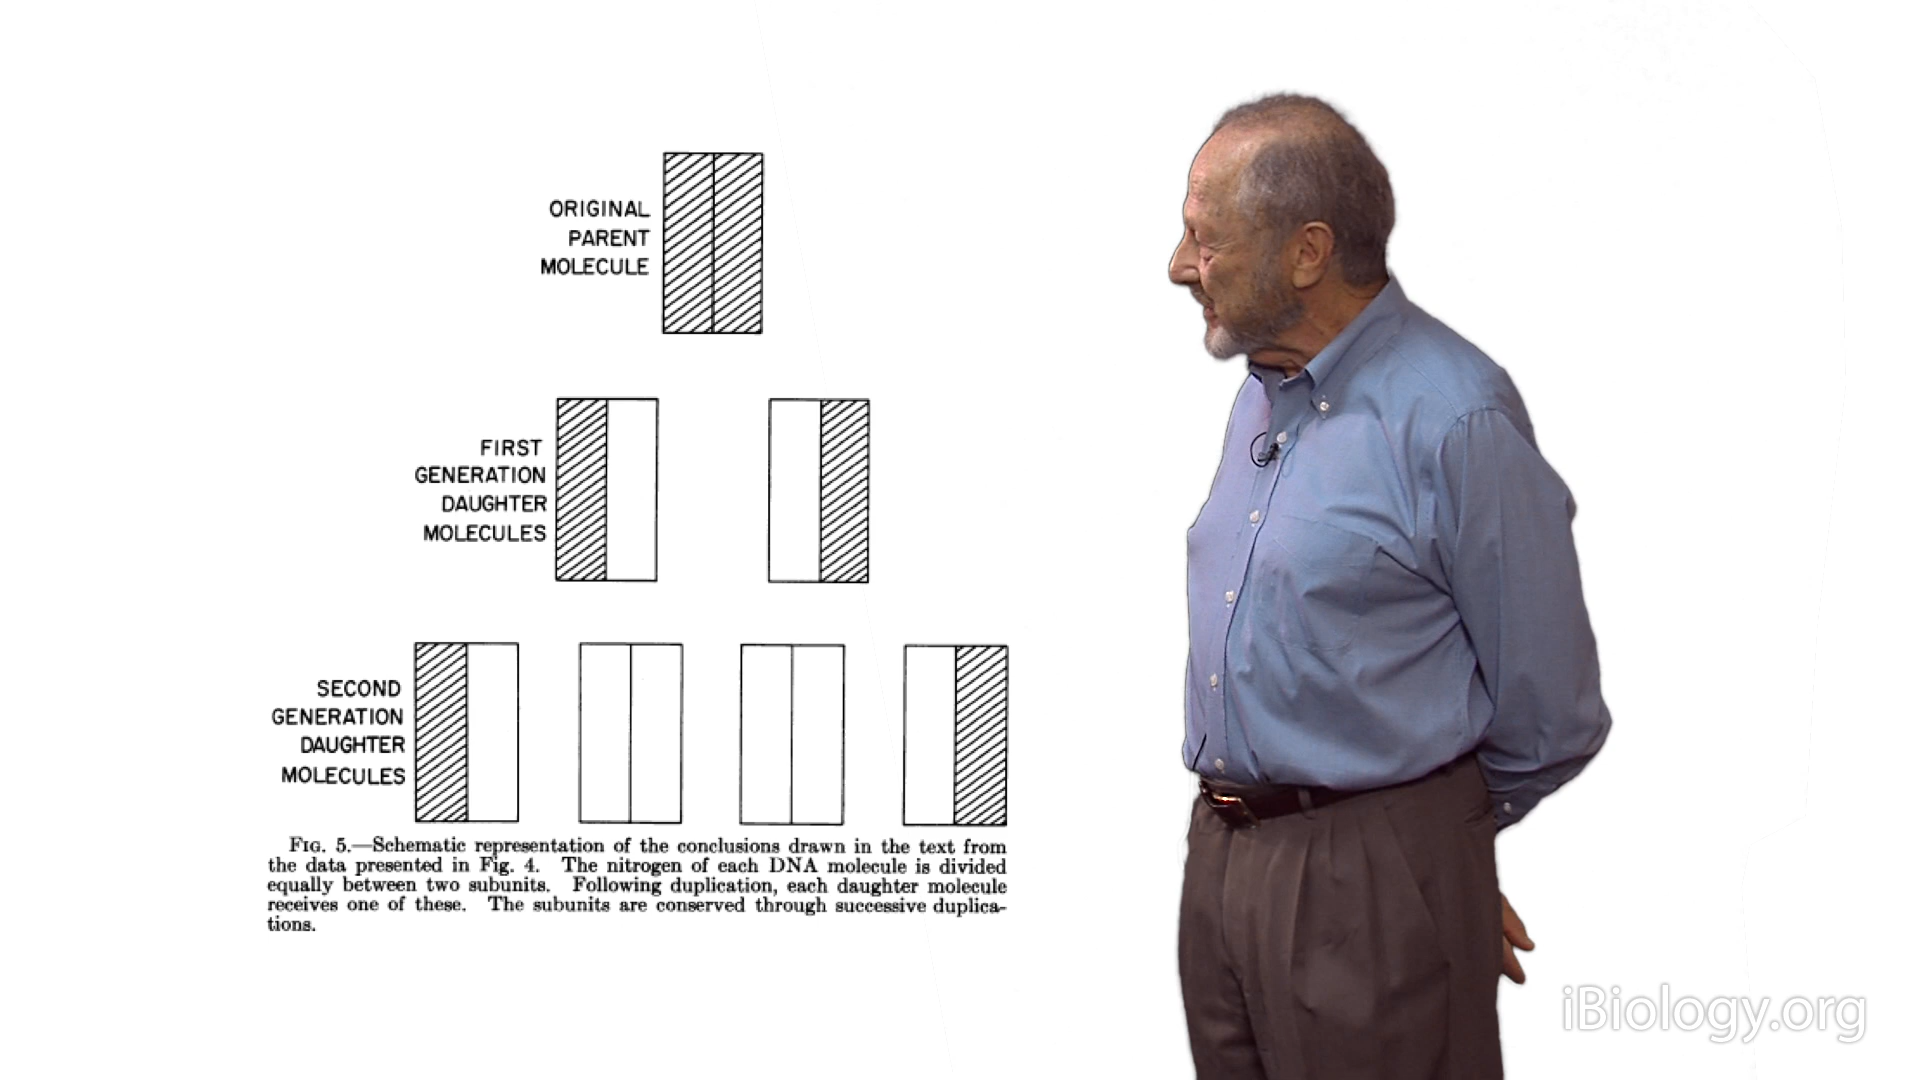 ORIGINAL
PARENT
MOLECULE
FIRST
GENERATION
DAUGHTER
MOLECULES
SECOND
GENERATION
DAUGHTER
MOLECULES
FIG. 5.—Schematic representation of the conclusions drawn in the text from
the data presented in Fig. 4. The nitrogen of each DNA molecule is divided
equally between two subunits. Following duplication, each daughter molecule
receives one of these. The subunits are conserved through successive duplica-
tions.
iBiology.org